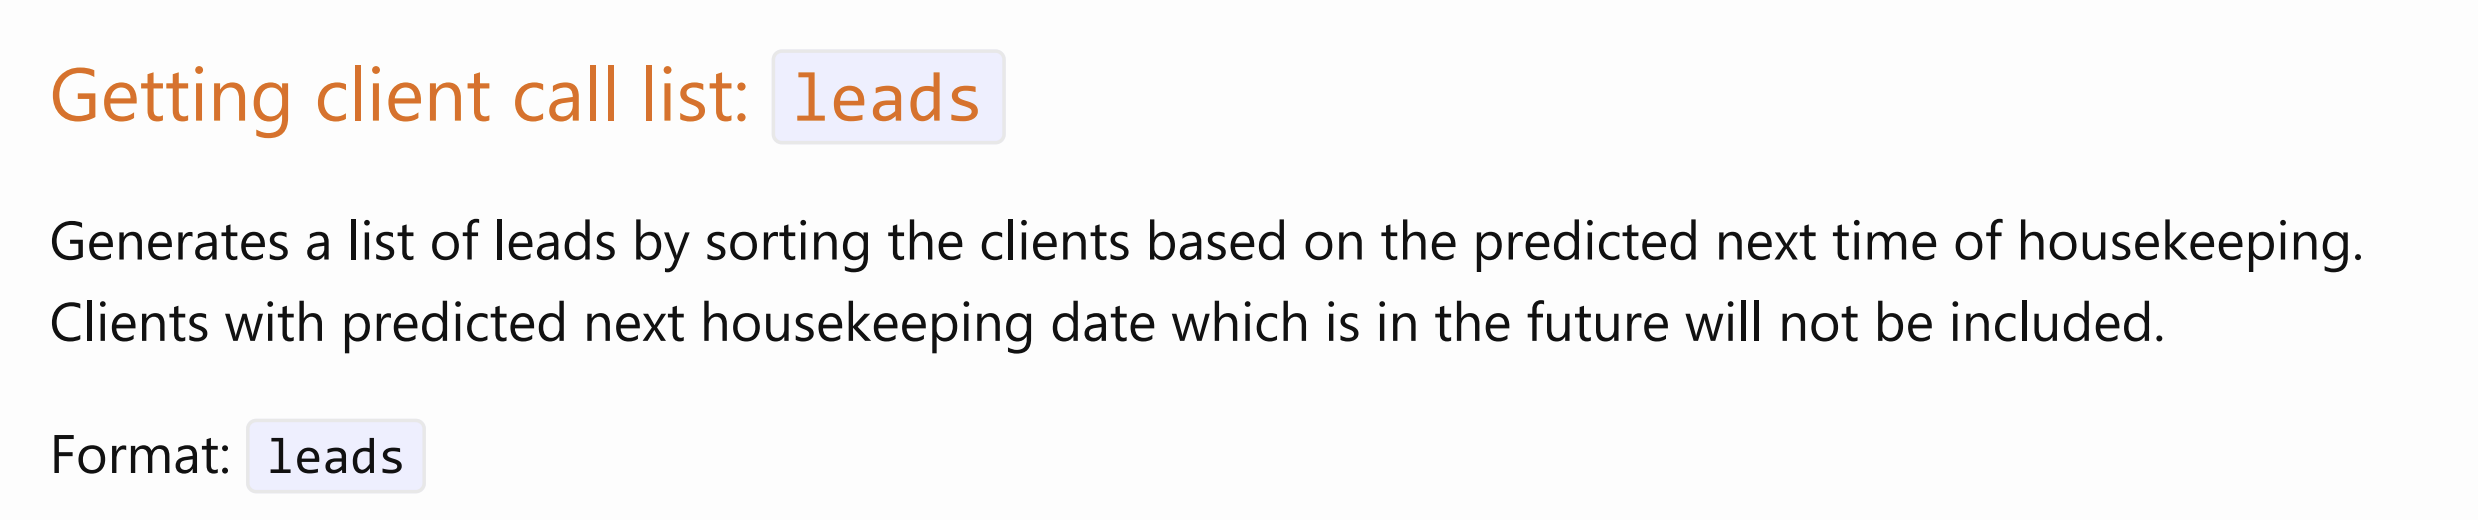 Getting client call list: leads
Generates a list of leads by sorting the clients based on the predicted next time of housekeeping.
Clients with predicted next housekeeping date which is in the future will not be included.
Format: leads